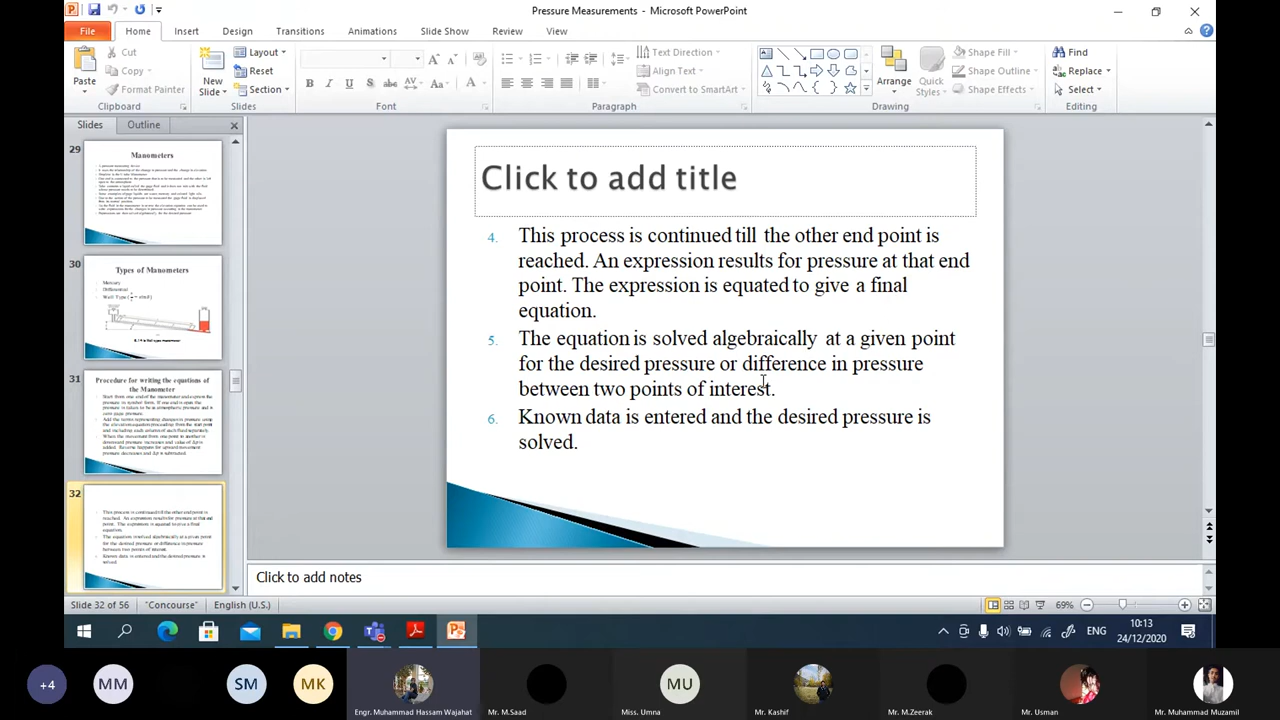 Pressure Measurements - Microsoft PowerPoint
File Home Insert Design Transitions Animations Slide Show Review View
Paste
Cut
Copy
Format Painter
Clipboard
New Slide
Layout
Reset
Section
Slides
Font
Paragraph
Text Direction
Align Text
Convert to SmartArt
Arrange
Quick Styles
Shape Fill
Shape Outline
Shape Effects
Drawing
Find
Replace
Select
Editing
Slides Outline
29
Manometers
30
Types of Manometers
Mercury
Differential
31
Procedure for writing the equations of
the Manometer
32
Click to add title
4. This process is continued till the other end point is
reached. An expression results for pressure at that end
point. The expression is equated to give a final
equation.
5. The equation is solved algebraically at a given point
for the desired pressure or difference in pressure
between two points of interest.
6. Known data is entered and the desired pressure is
solved.
Click to add notes
Slide 32 of 56 "Concourse" English (U.S.) 69%
ENG 10:13
24/12/2020
+4 MM SM MK MU
Engr. Muhammad Hassam Wajahat Mr. M.Saad Miss. Umna Mr. Kashif Mr. M.Zeerak Mr. Usman Mr. Muhammad Muzamil